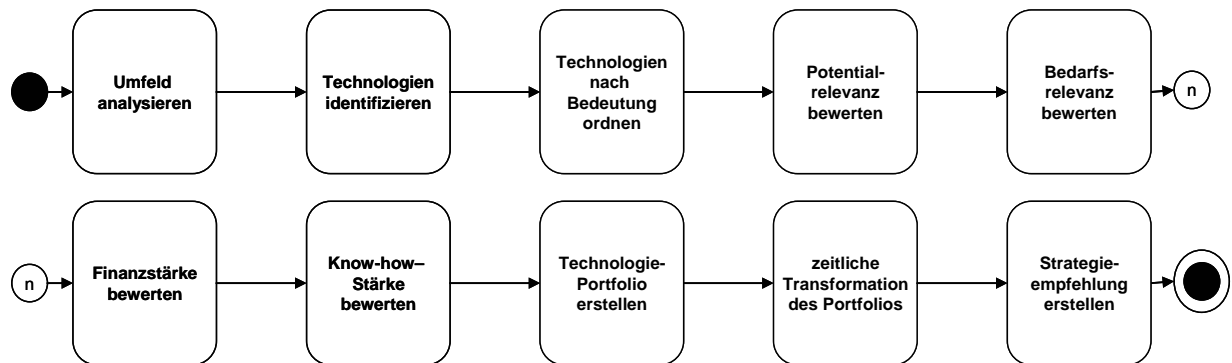 Umfeld
analysieren
Technologien
identifizieren
Technologien
nach
Bedeutung
ordnen
Potential-
relevanz
bewerten
Bedarfs-
relevanz
bewerten
n
n
Finanzstärke
bewerten
Know-how–
Stärke
bewerten
Technologie-
Portfolio
erstellen
zeitliche
Transformation
des Portfolios
Strategie-
empfehlung
erstellen